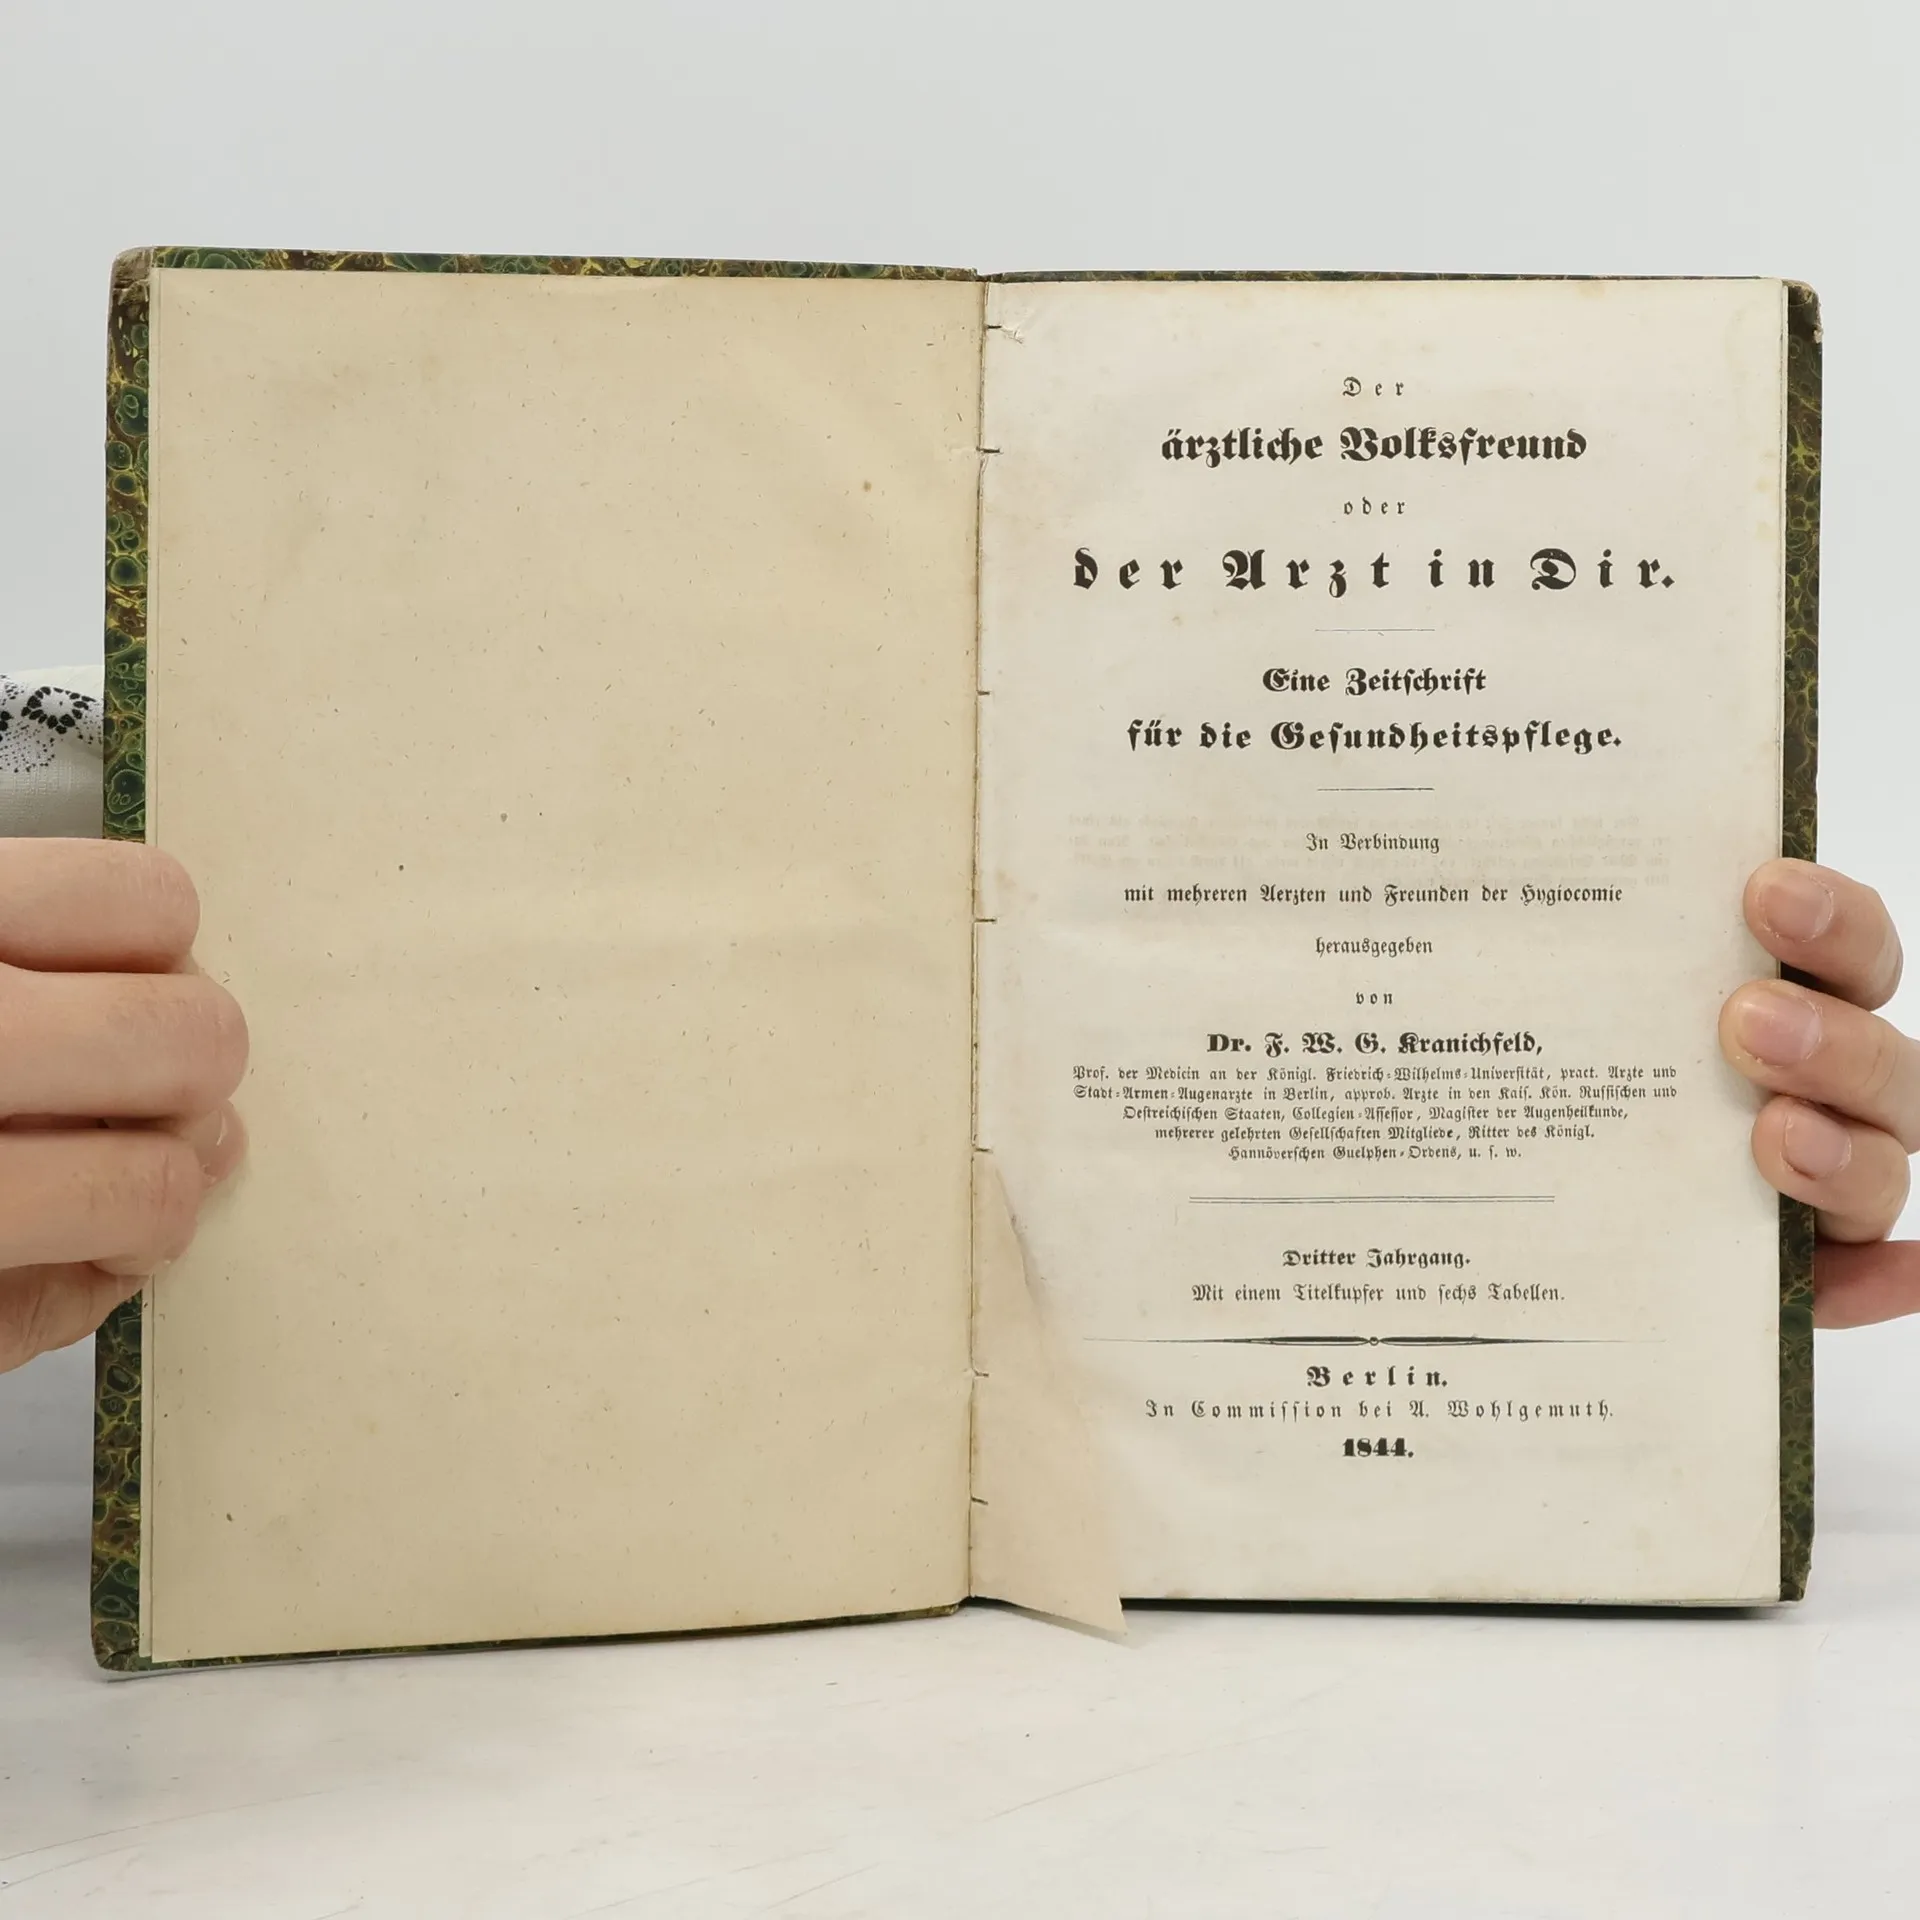 Der
ärztliche Volksfreund
oder
der Arzt in Dir.
Eine Zeitschrift
für die Gesundheitspflege.
In Verbindung
mit mehreren Aerzten und Freunden der Hygiocomie
herausgegeben
von
Dr. F. W. G. Kranichfeld,
Prof. der Medicin an der Königl. Friedrich-Wilhelms-Universität, pract. Arzte und
Stadt-Armen-Augenarzte in Berlin, approb. Arzte in den Kais. Kön. Russischen und
Oestreichischen Staaten, Collegien-Assessor, Magister der Augenheilkunde,
mehrerer gelehrten Gesellschaften Mitgliede, Ritter des Königl.
Hannöverschen Guelphen-Ordens, u. s. w.
Dritter Jahrgang.
Mit einem Titelkupfer und sechs Tabellen.
Berlin.
In Commission bei A. Wohlgemuth.
1844.